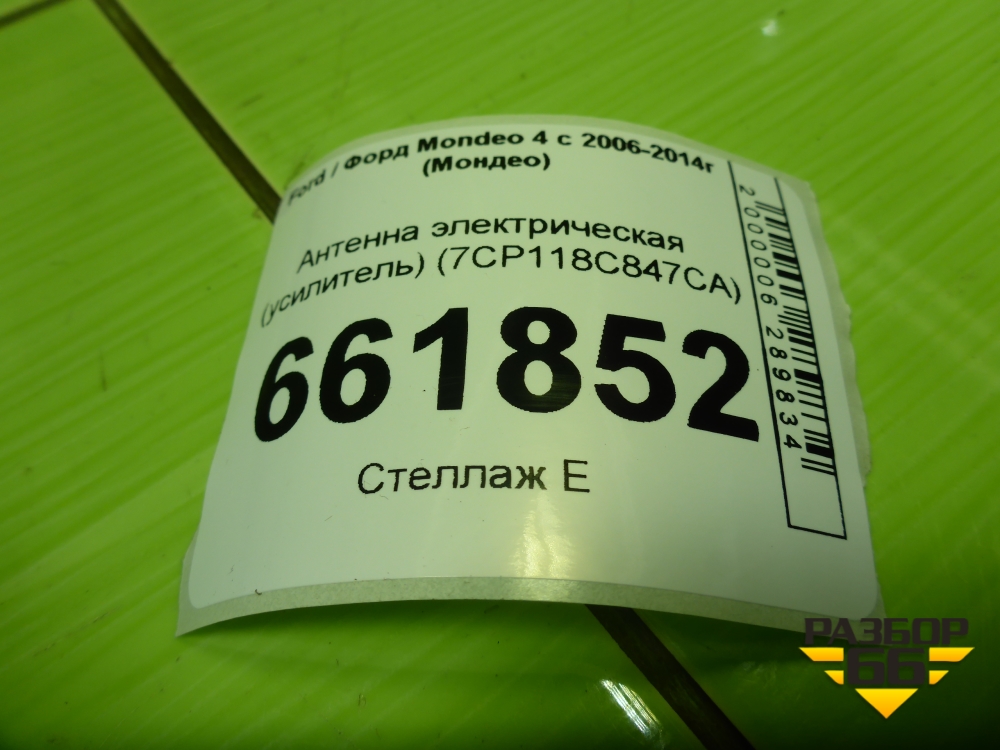 Ford / Форд Mondeo 4 с 2006-2014г
(Мондео)
Антенна электрическая
(усилитель) (7CP118C847CA)
661852
Стеллаж Е
2000006289834
РАЗБОР
66